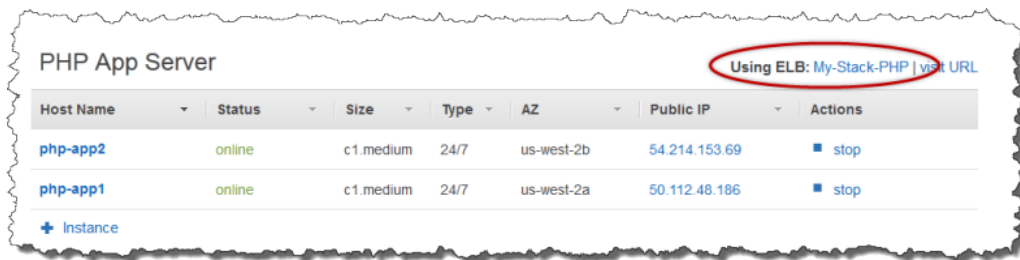 PHP App Server
Using ELB: My-Stack-PHP | visit URL
Host Name Status Size Type AZ Public IP Actions
php-app2 online c1.medium 24/7 us-west-2b 54.214.153.69 stop
php-app1 online c1.medium 24/7 us-west-2a 50.112.48.186 stop
Instance